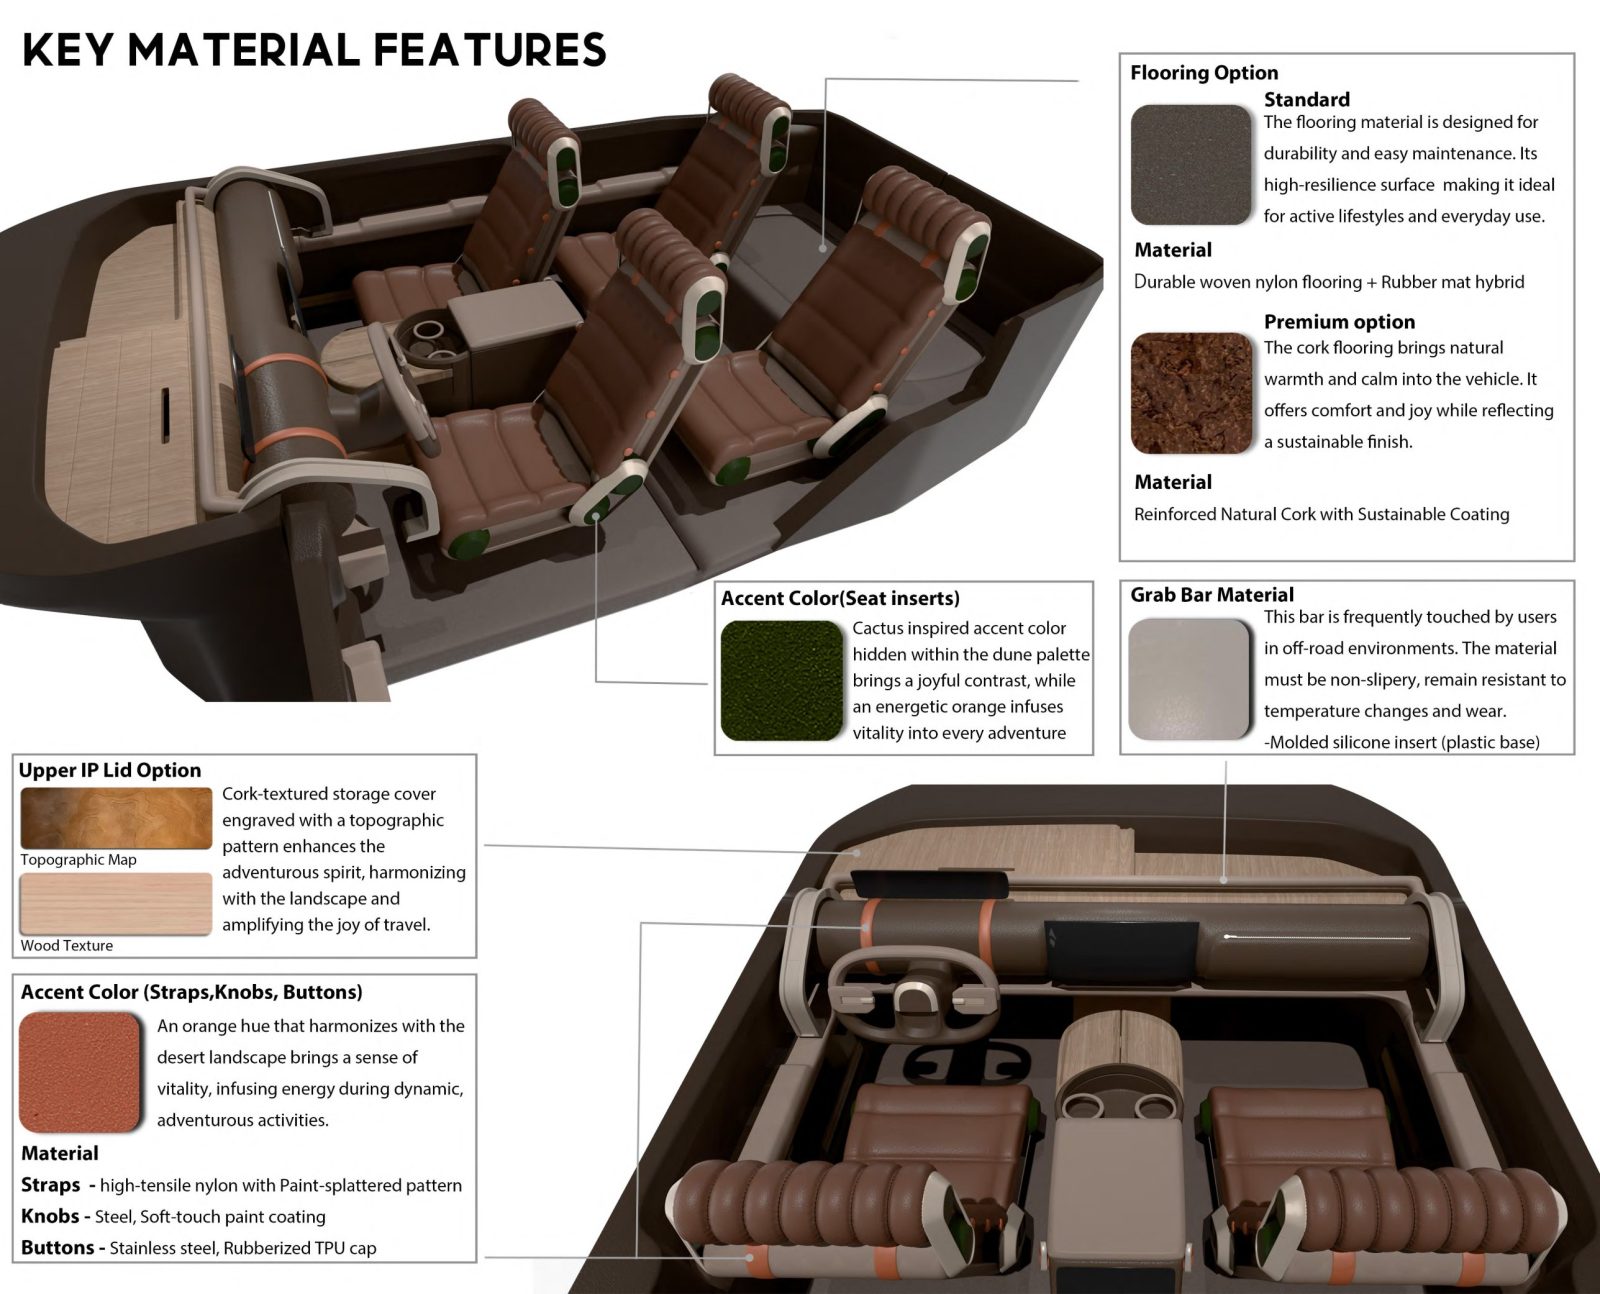 KEY MATERIAL FEATURES
Flooring Option
Standard
The flooring material is designed for
durability and easy maintenance. Its
high-resilience surface  making it ideal
for active lifestyles and everyday use.
Material
Durable woven nylon flooring + Rubber mat hybrid
Premium option
The cork flooring brings natural
warmth and calm into the vehicle. It
offers comfort and joy while reflecting
a sustainable finish.
Material
Reinforced Natural Cork with Sustainable Coating
Accent Color(Seat inserts)
Cactus inspired accent color
hidden within the dune palette
brings a joyful contrast, while
an energetic orange infuses
vitality into every adventure
Grab Bar Material
This bar is frequently touched by users
in off-road environments. The material
must be non-slipery, remain resistant to
temperature changes and wear.
-Molded silicone insert (plastic base)
Upper IP Lid Option
Topographic Map
Wood Texture
Cork-textured storage cover
engraved with a topographic
pattern enhances the
adventurous spirit, harmonizing
with the landscape and
amplifying the joy of travel.
Accent Color (Straps,Knobs, Buttons)
An orange hue that harmonizes with the
desert landscape brings a sense of
vitality, infusing energy during dynamic,
adventurous activities.
Material
Straps - high-tensile nylon with Paint-splattered pattern
Knobs - Steel, Soft-touch paint coating
Buttons - Stainless steel, Rubberized TPU cap